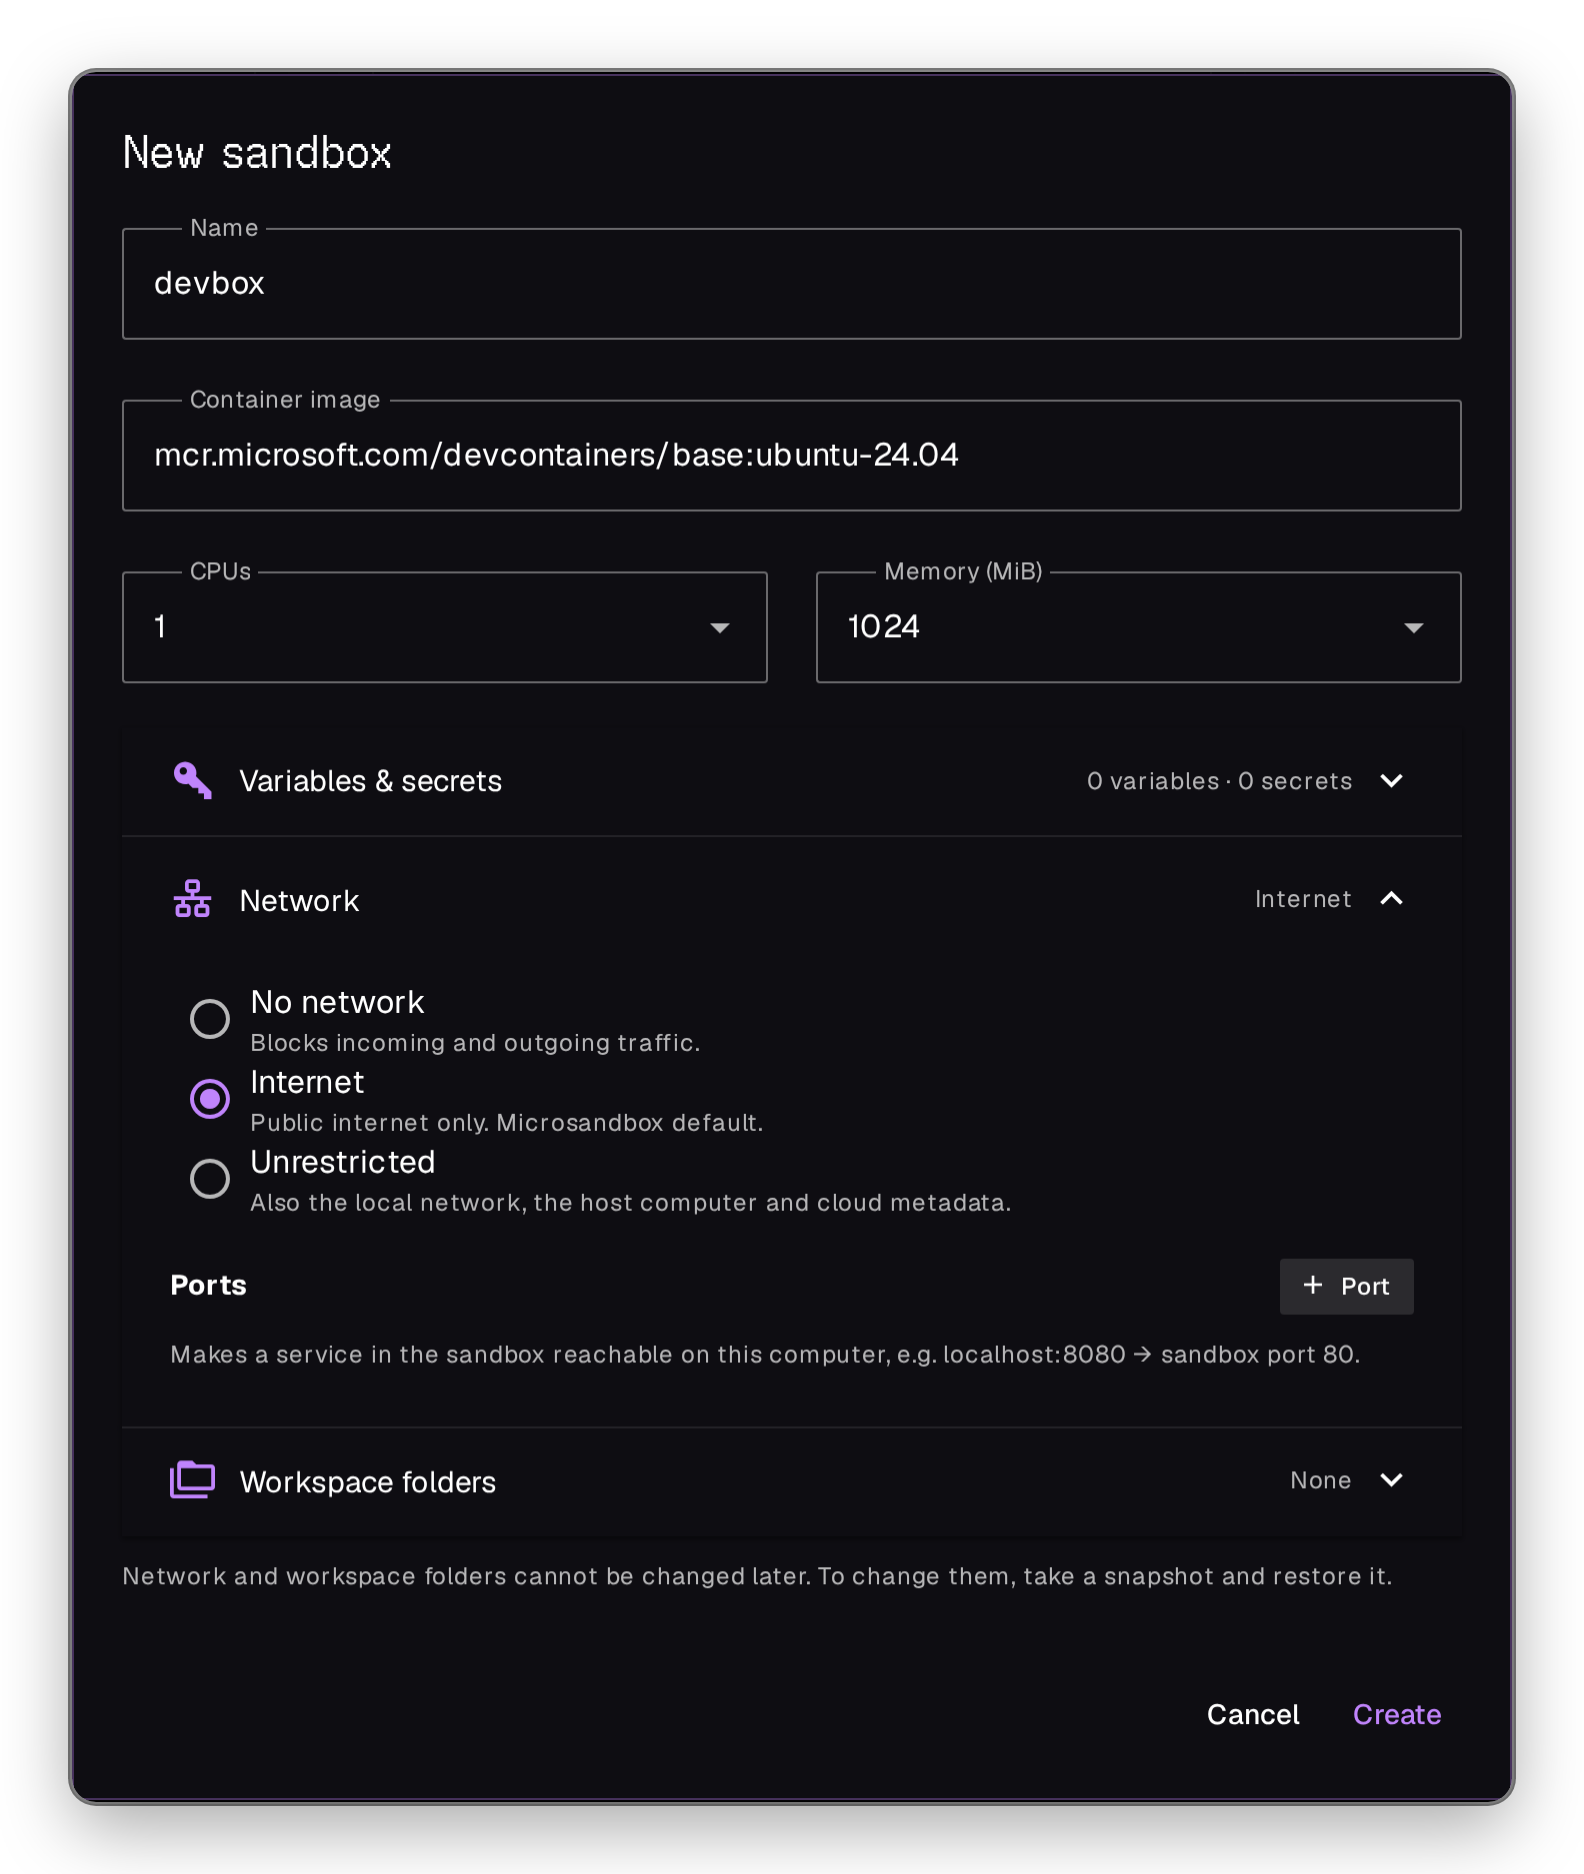 New sandbox
Name
devbox
Container image
mcr.microsoft.com/devcontainers/base:ubuntu-24.04
CPUs
Memory (MiB)
1
1024
Variables & secrets
0 variables · 0 secrets
Network
Internet
No network
Blocks incoming and outgoing traffic.
Internet
Public internet only. Microsandbox default.
Unrestricted
Also the local network, the host computer and cloud metadata.
Ports
+ Port
Makes a service in the sandbox reachable on this computer, e.g. localhost:8080 → sandbox port 80.
Workspace folders
None
Network and workspace folders cannot be changed later. To change them, take a snapshot and restore it.
Cancel
Create